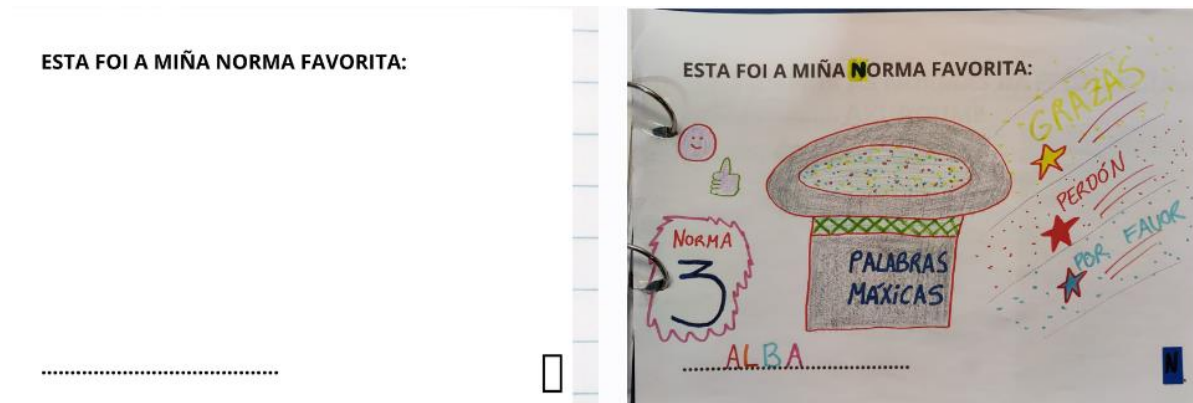 ESTA FOI A MIÑA NORMA FAVORITA:
ESTA FOI A MIÑA NORMA FAVORITA:
GRAZAS
PERDÓN
POR FAVOR
NORMA
3
PALABRAS
MÁXICAS
ALBA
N